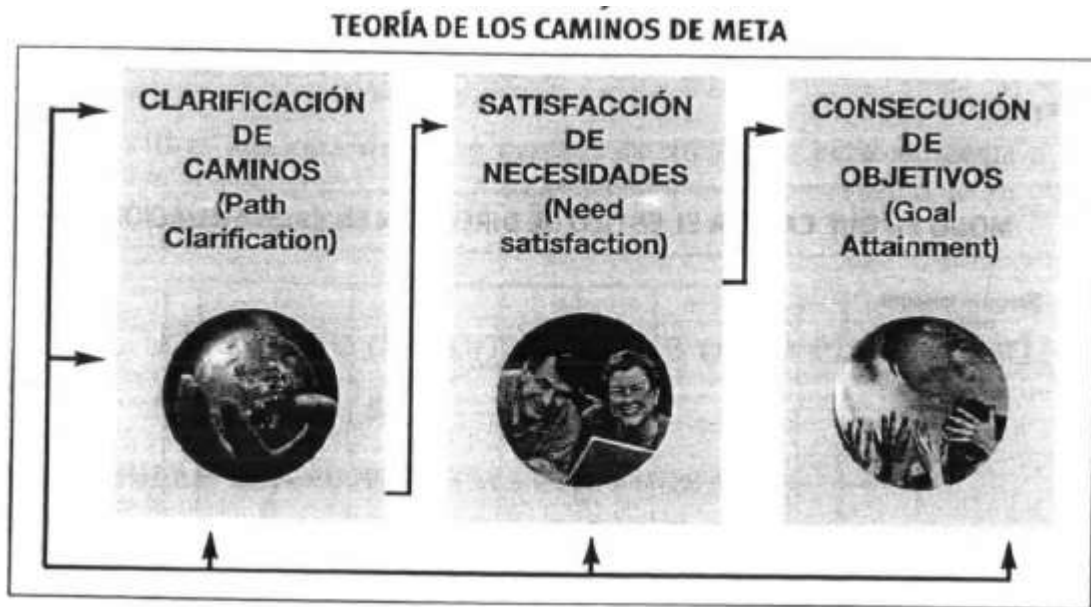 TEORÍA DE LOS CAMINOS DE META
CLARIFICACIÓN
DE
CAMINOS
(Path
Clarification)
SATISFACCIÓN
DE
NECESIDADES
(Need
satisfaction)
CONSECUCIÓN
DE
OBJETIVOS
(Goal
Attainment)